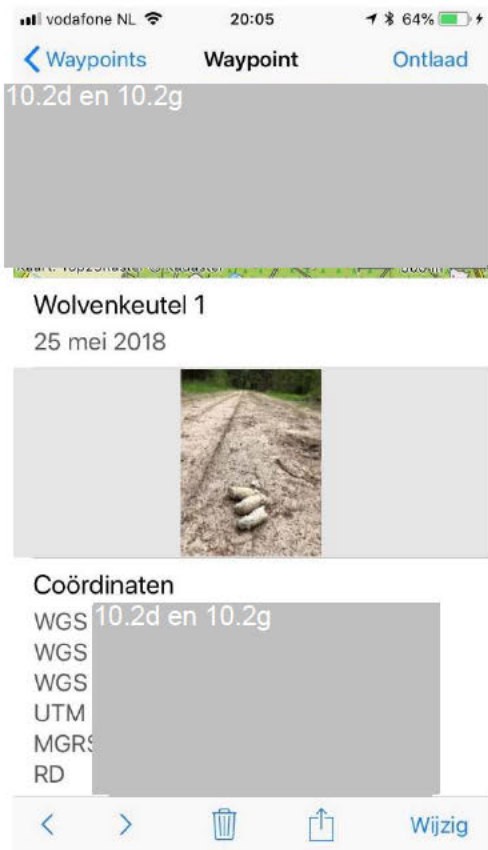 vodafone NL 20:05 64%
Waypoints Waypoint Ontlaad
10.2d en 10.2g
Wolvenkeutel 1
25 mei 2018
Coördinaten
10.2d en 10.2g
WGS
WGS
WGS
UTM
MGRS
RD
Wijzig